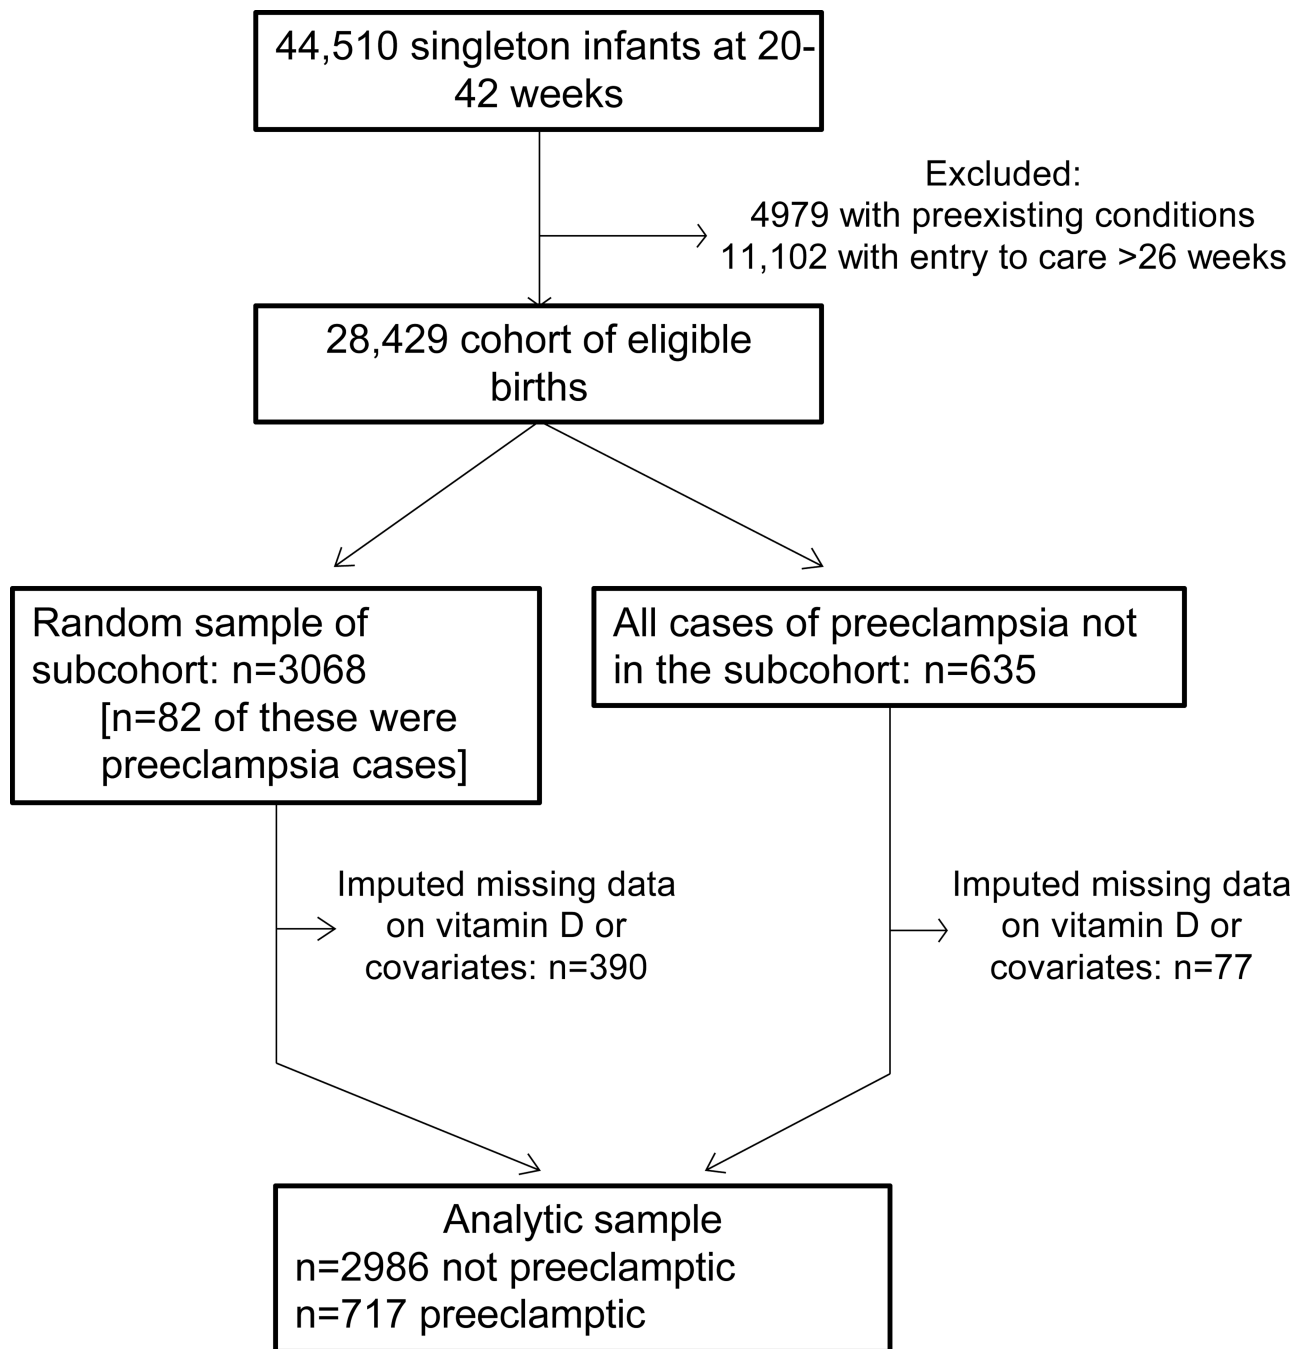 44,510 singleton infants at 20-
42 weeks
Excluded:
4979 with preexisting conditions
11,102 with entry to care >26 weeks
28,429 cohort of eligible
births
Random sample of
subcohort: n=3068
[n=82 of these were
preeclampsia cases]
All cases of preeclampsia not
in the subcohort: n=635
Imputed missing data
on vitamin D or
covariates: n=390
Imputed missing data
on vitamin D or
covariates: n=77
Analytic sample
n=2986 not preeclamptic
n=717 preeclamptic